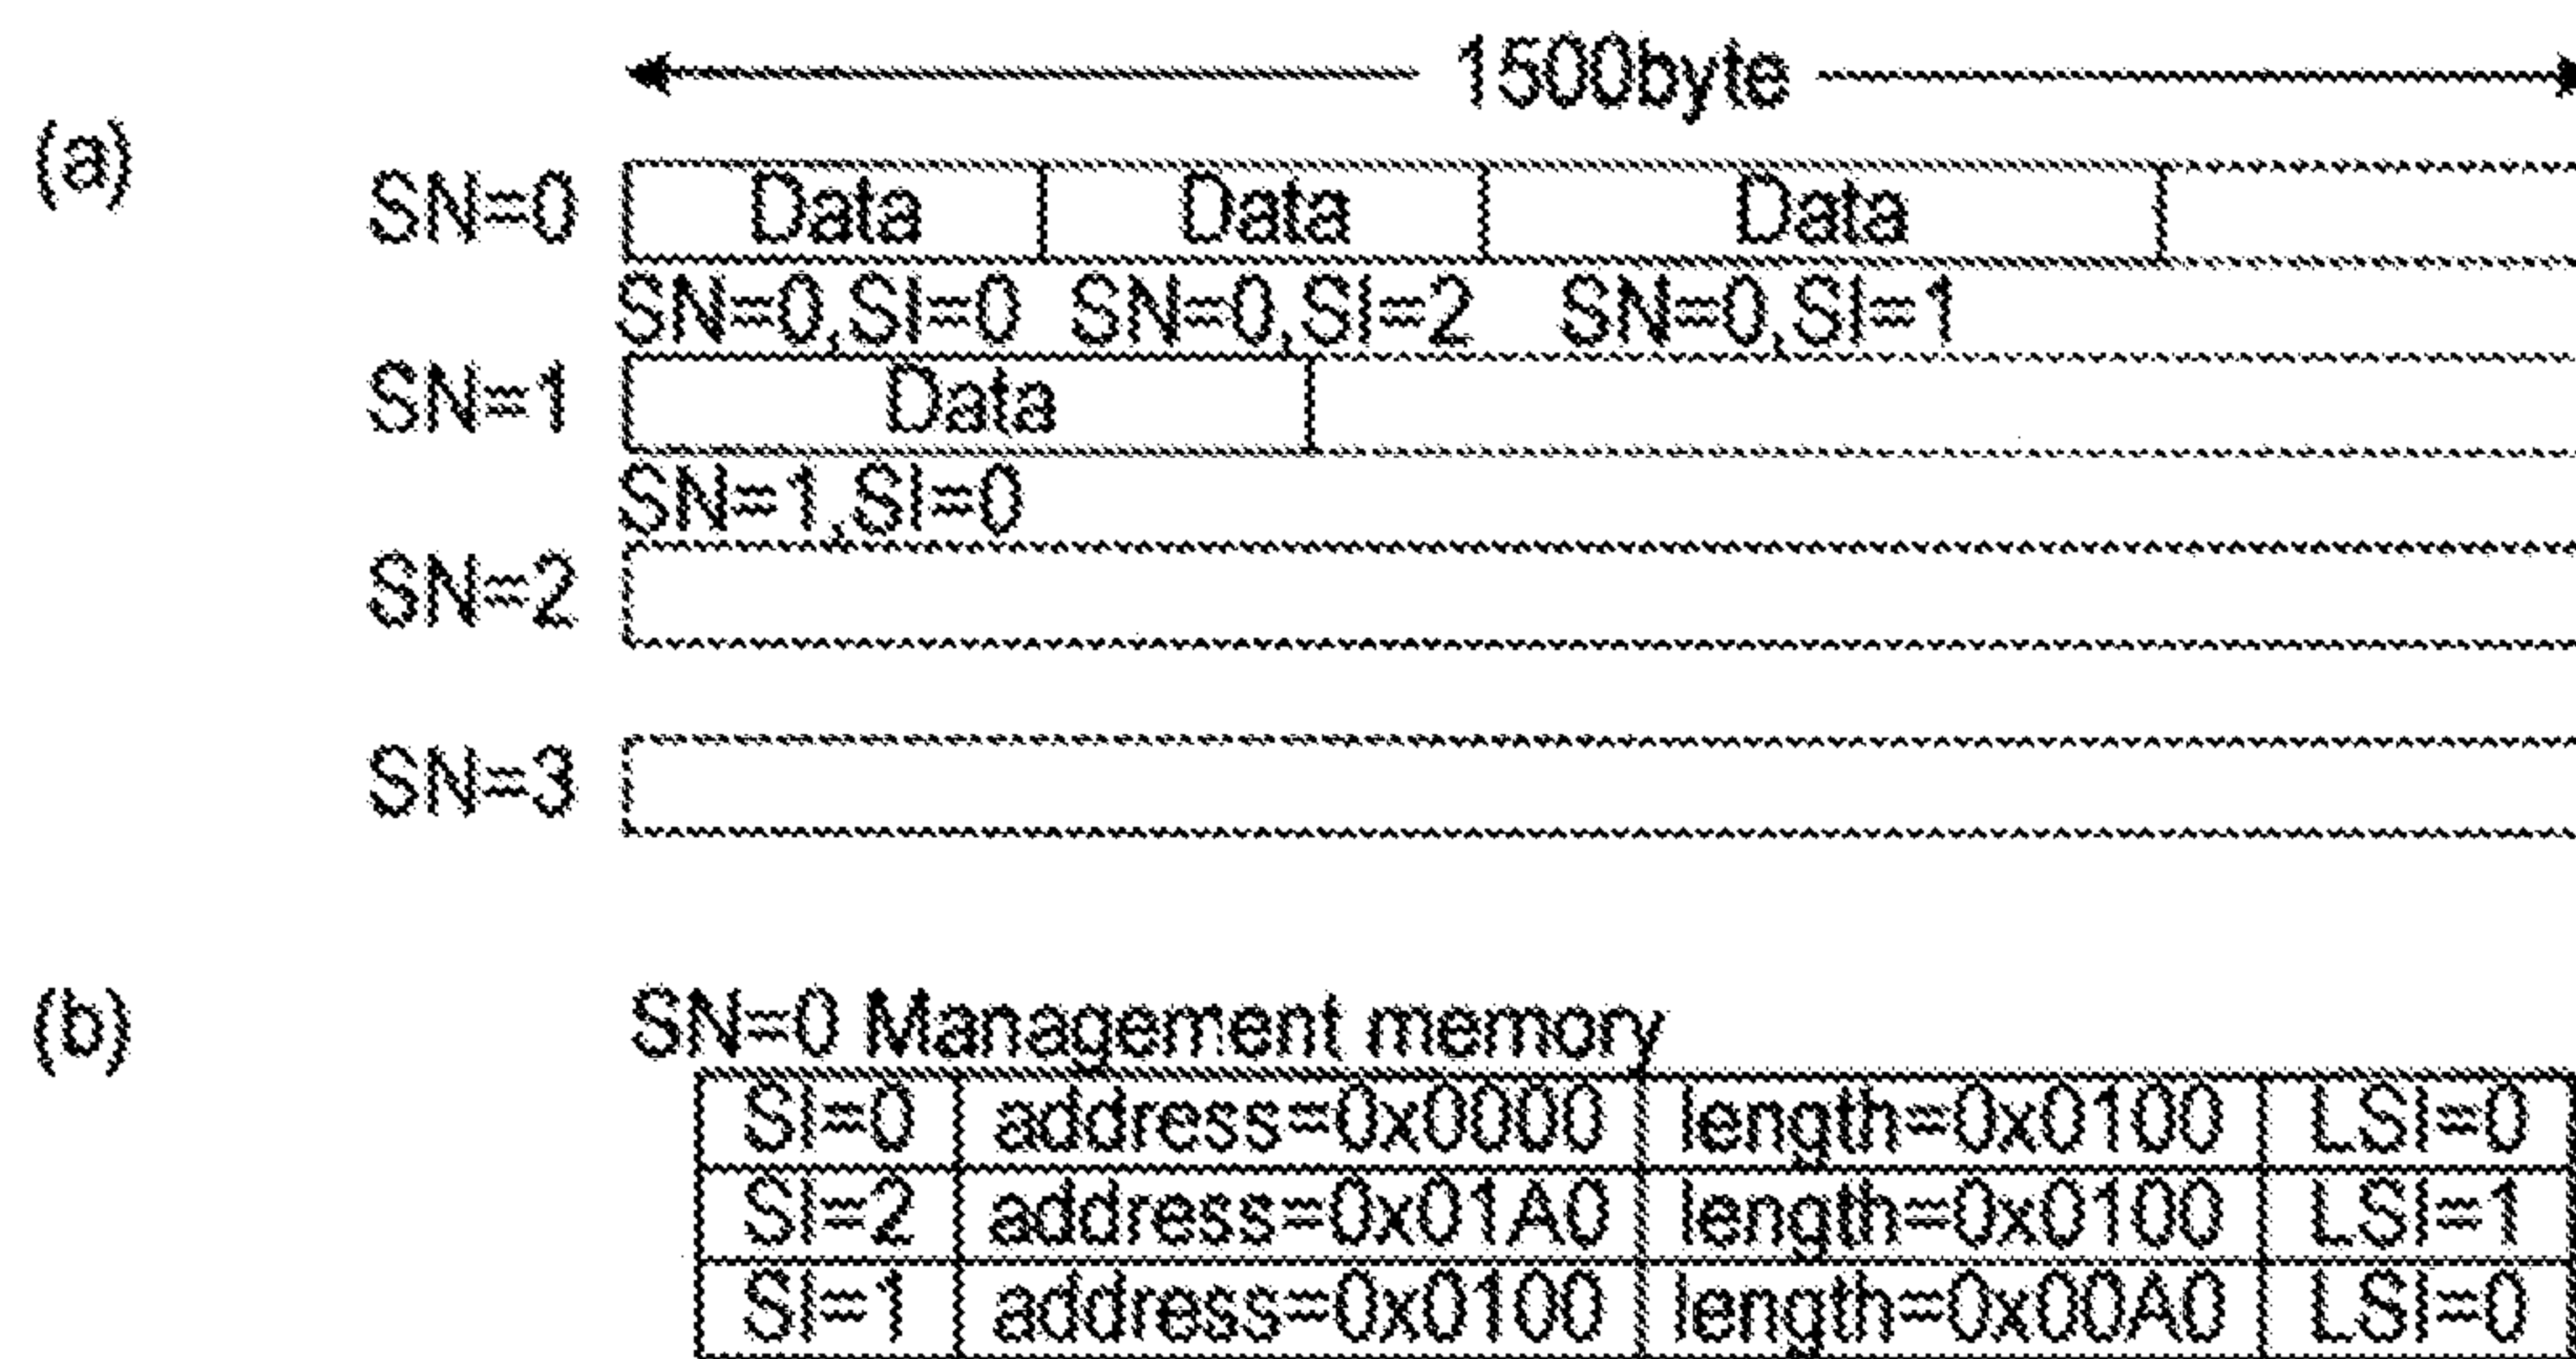 1500byte
(a)
SN=0 Data Data Data
SN=0,SI=0 SN=0,SI=2 SN=0,SI=1
SN=1 Data
SN=1,SI=0
SN=2
SN=3
(b) SN=0 Management memory
SI=0 address=0x0000 length=0x0100 LSI=0
SI=2 address=0x01A0 length=0x0100 LSI=1
SI=1 address=0x0100 length=0x00A0 LSI=0